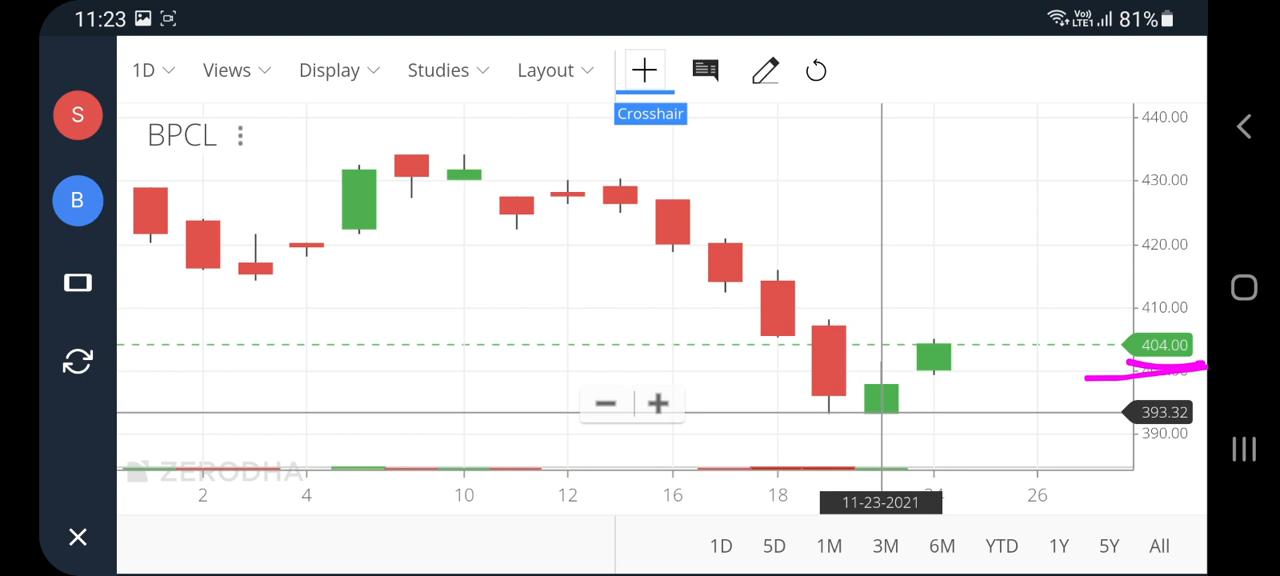 11:23 Vo) LTE1 81%
1D Views Display Studies Layout
Crosshair
S
B
BPCL
440.00
430.00
420.00
410.00
404.00
393.32
390.00
ZERODHA
2 4 10 12 16 18 26
11-23-2021
1D 5D 1M 3M 6M YTD 1Y 5Y All